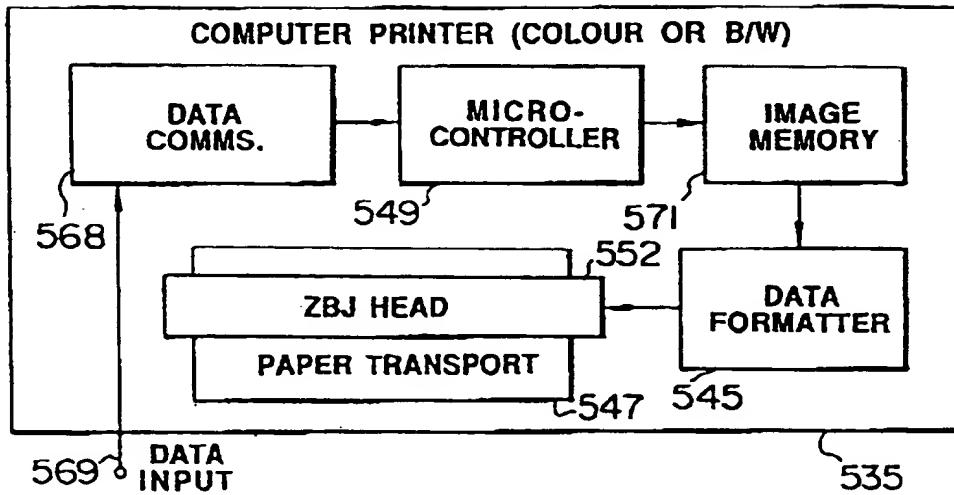 COMPUTER PRINTER (COLOUR OR B/W)
DATA
COMMS.
568
MICRO-
CONTROLLER
549
IMAGE
MEMORY
571
552
ZBJ HEAD
PAPER TRANSPORT
547
DATA
FORMATTER
545
569
DATA
INPUT
535